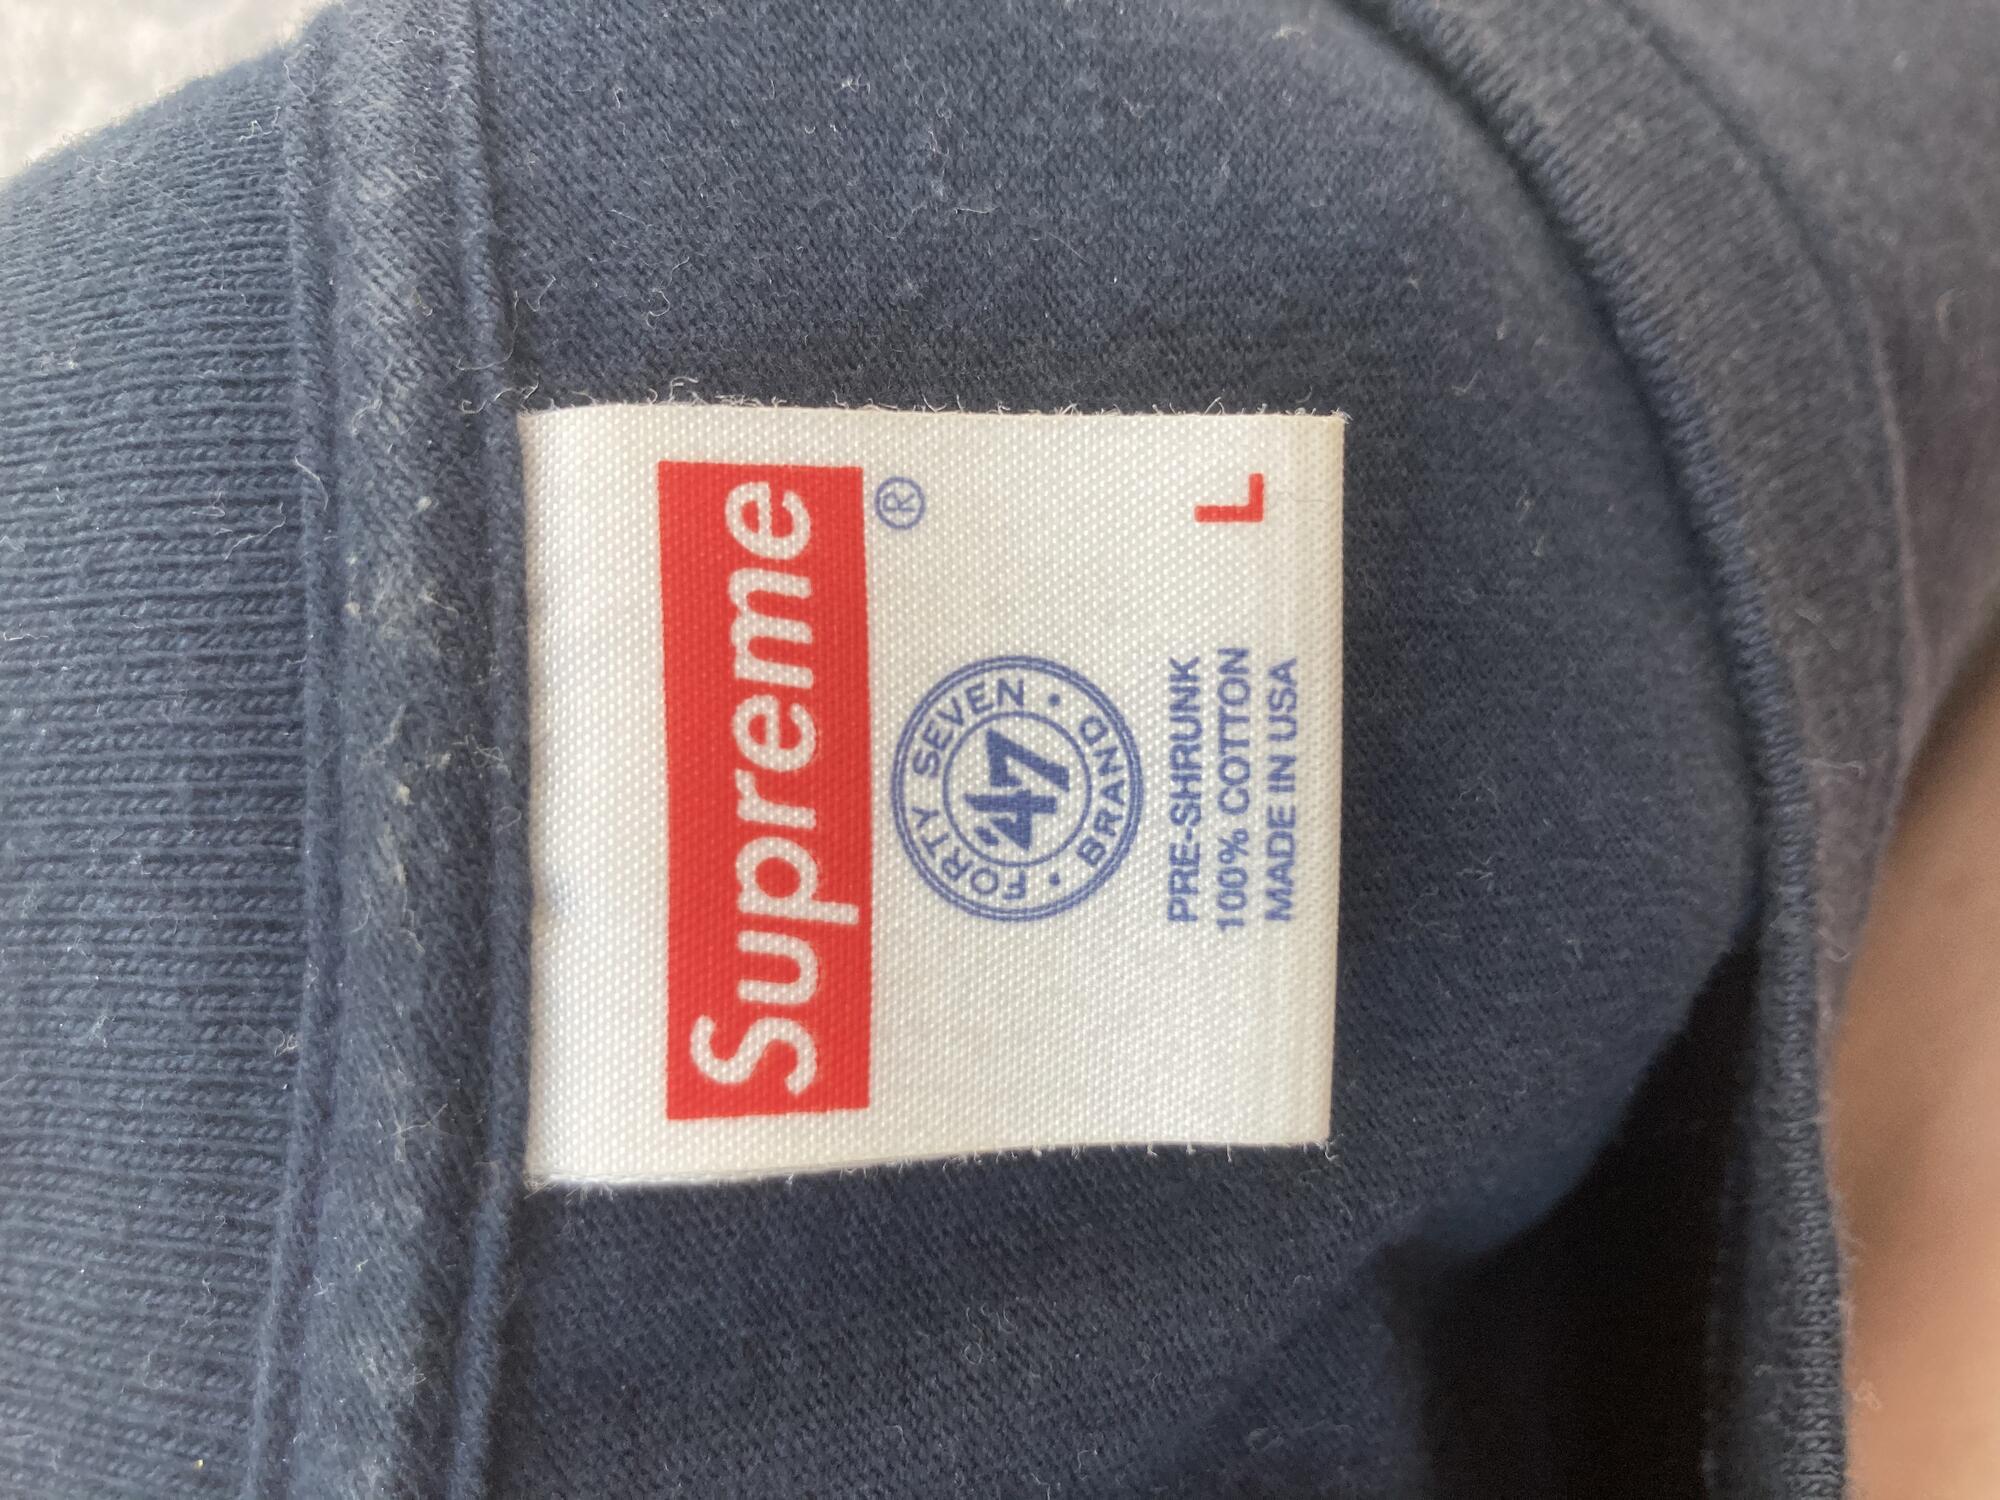 Supreme
®
FORTY SEVEN
'47
BRAND
PRE-SHRUNK
100% COTTON
MADE IN USA
L